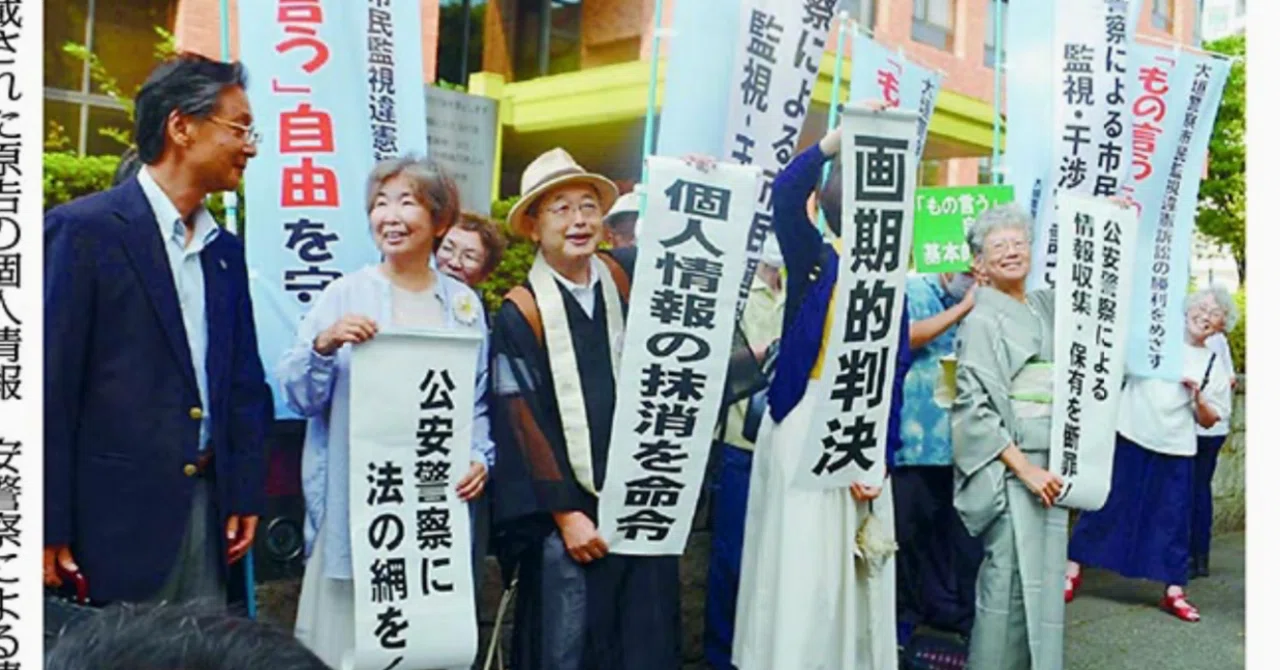 載された原告の個人情報
安警察による
言う」自由を守
市民監視違憲
公安警察に
法の網を
個人情報の抹消を命令
察による市民
監視
画期的判決
「も
「もの言う」
基本
察による市民
監視・干渉
公安警察による
情報収集・保有を断罪
大垣警察市民監視違憲訴訟の勝利をめざす
「もの言う